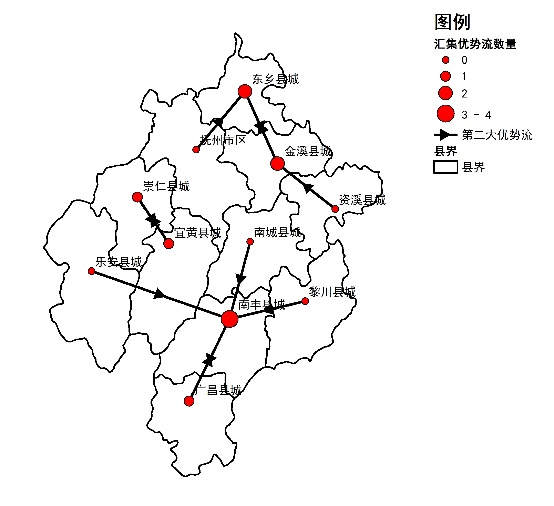 图例
汇集优势流数量
0
1
2
3 - 4
第二大优势流
县界
县界
东乡县城
抚州市区
金溪县城
崇仁县城
资溪县城
宜黄县城
南城县城
乐安县城
黎川县城
南丰县城
广昌县城